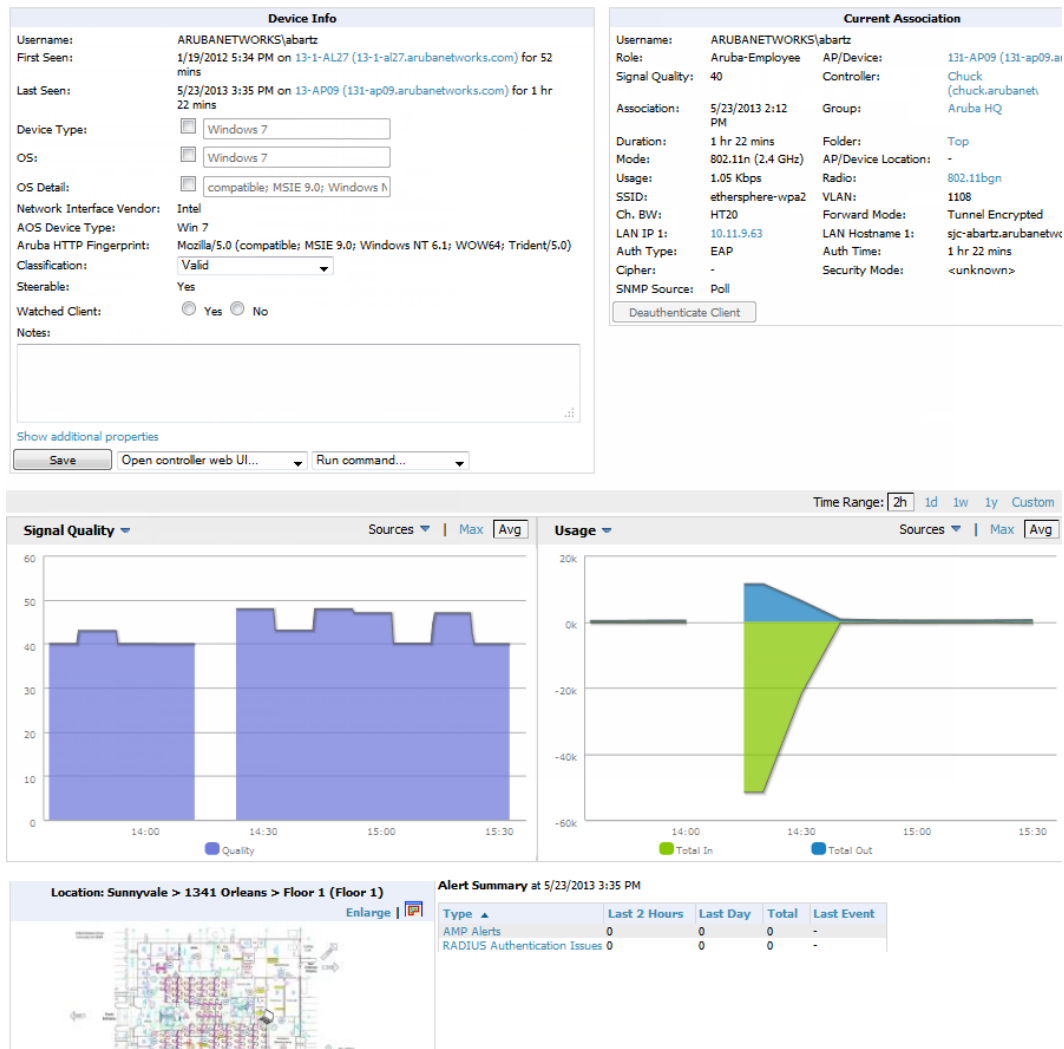 Device Info
Username: ARUBANETWORKS\abartz
First Seen: 1/19/2012 5:34 PM on 13-1-AL27 (13-1-al27.arubanetworks.com) for 52
mins
Last Seen: 5/23/2013 3:35 PM on 13-AP09 (131-ap09.arubanetworks.com) for 1 hr
22 mins
Device Type: Windows 7
OS: Windows 7
OS Detail: compatible; MSIE 9.0; Windows N
Network Interface Vendor: Intel
AOS Device Type: Win 7
Aruba HTTP Fingerprint: Mozilla/5.0 (compatible; MSIE 9.0; Windows NT 6.1; WOW64; Trident/5.0)
Classification: Valid
Steerable: Yes
Watched Client: Yes No
Notes:
Show additional properties
Save Open controller web UI... Run command...
Current Association
Username: ARUBANETWORKS\abartz
Role: Aruba-Employee AP/Device: 131-AP09 (131-ap09.ar
Signal Quality: 40 Controller: Chuck
(chuck.arubanet
Association: 5/23/2013 2:12 Group: Aruba HQ
PM
Duration: 1 hr 22 mins Folder: Top
Mode: 802.11n (2.4 GHz) AP/Device Location: -
Usage: 1.05 Kbps Radio: 802.11bgn
SSID: ethersphere-wpa2 VLAN: 1108
Ch. BW: HT20 Forward Mode: Tunnel Encrypted
LAN IP 1: 10.11.9.63 LAN Hostname 1: sjc-abartz.arubanetwo
Auth Type: EAP Auth Time: 1 hr 22 mins
Cipher: - Security Mode: <unknown>
SNMP Source: Poll
Deauthenticate Client
Time Range: 2h 1d 1w 1y Custom
Signal Quality Sources | Max Avg
60
50
40
30
20
10
0
14:00 14:30 15:00 15:30
Quality
Usage Sources | Max Avg
20k
0k
-20k
-40k
-60k
14:00 14:30 15:00 15:30
Total In Total Out
Location: Sunnyvale > 1341 Orleans > Floor 1 (Floor 1)
Enlarge |
Alert Summary at 5/23/2013 3:35 PM
Type Last 2 Hours Last Day Total Last Event
AMP Alerts 0 0 0 -
RADIUS Authentication Issues 0 0 0 -